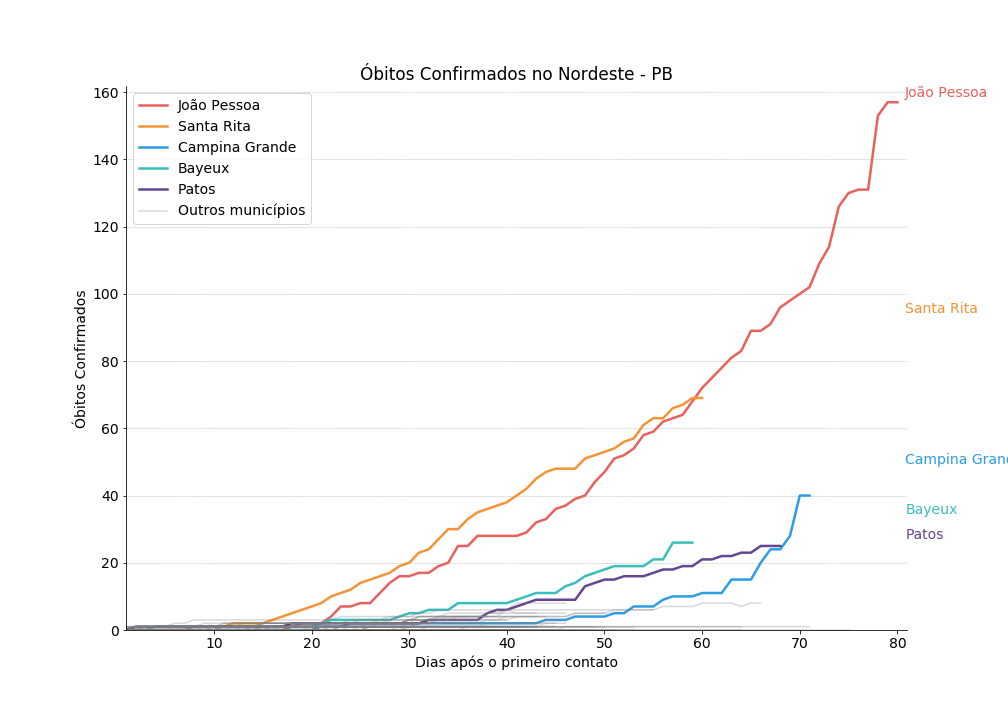 Óbitos Confirmados no Nordeste - PB
João Pessoa
Santa Rita
Campina Grande
Bayeux
Patos
Outros municípios
160
140
120
100
80
60
40
20
0
Óbitos Confirmados
10
20
30
40
50
60
70
80
Dias após o primeiro contato
João Pessoa
Santa Rita
Campina Gran
Bayeux
Patos